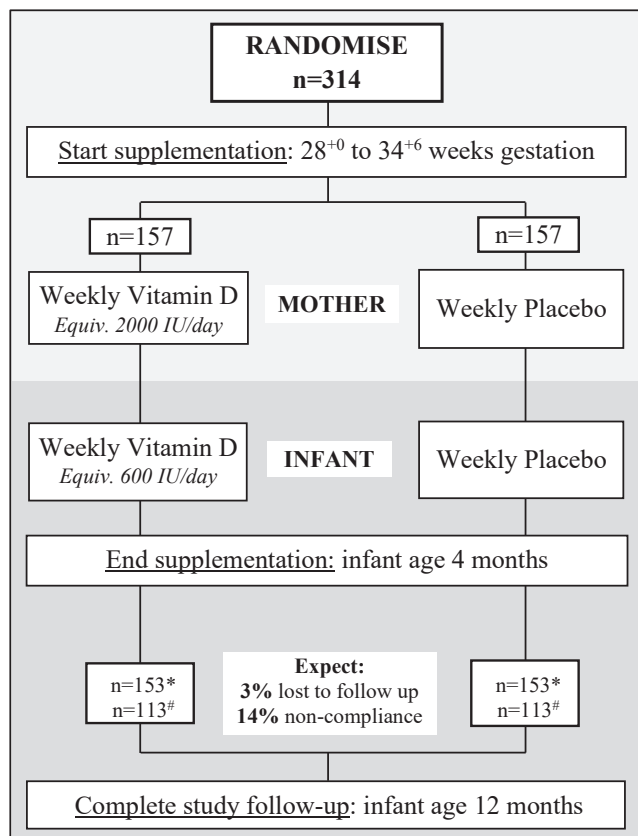 RANDOMISE
n=314
Start supplementation: 28+0 to 34+6 weeks gestation
n=157
n=157
Weekly Vitamin D
Equiv. 2000 IU/day
MOTHER
Weekly Placebo
Weekly Vitamin D
Equiv. 600 IU/day
INFANT
Weekly Placebo
End supplementation: infant age 4 months
n=153*
n=113#
Expect:
3% lost to follow up
14% non-compliance
n=153*
n=113#
Complete study follow-up: infant age 12 months